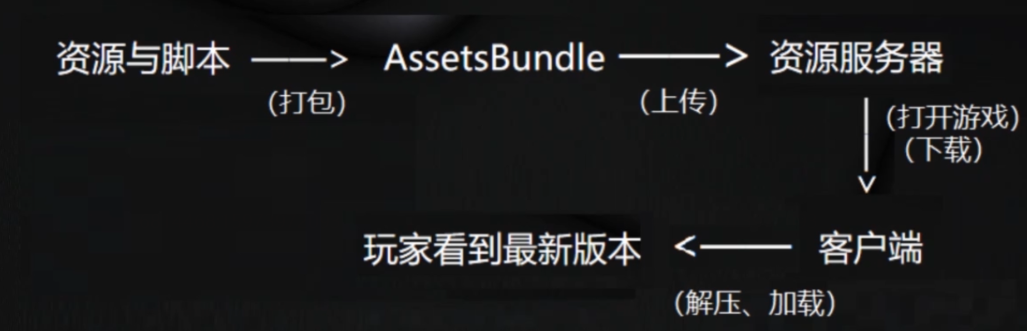 资源与脚本 ——> AssetsBundle ——> 资源服务器
(打包)
(上传)
(打开游戏)
(下载)
玩家看到最新版本 <—— 客户端
(解压、加载)